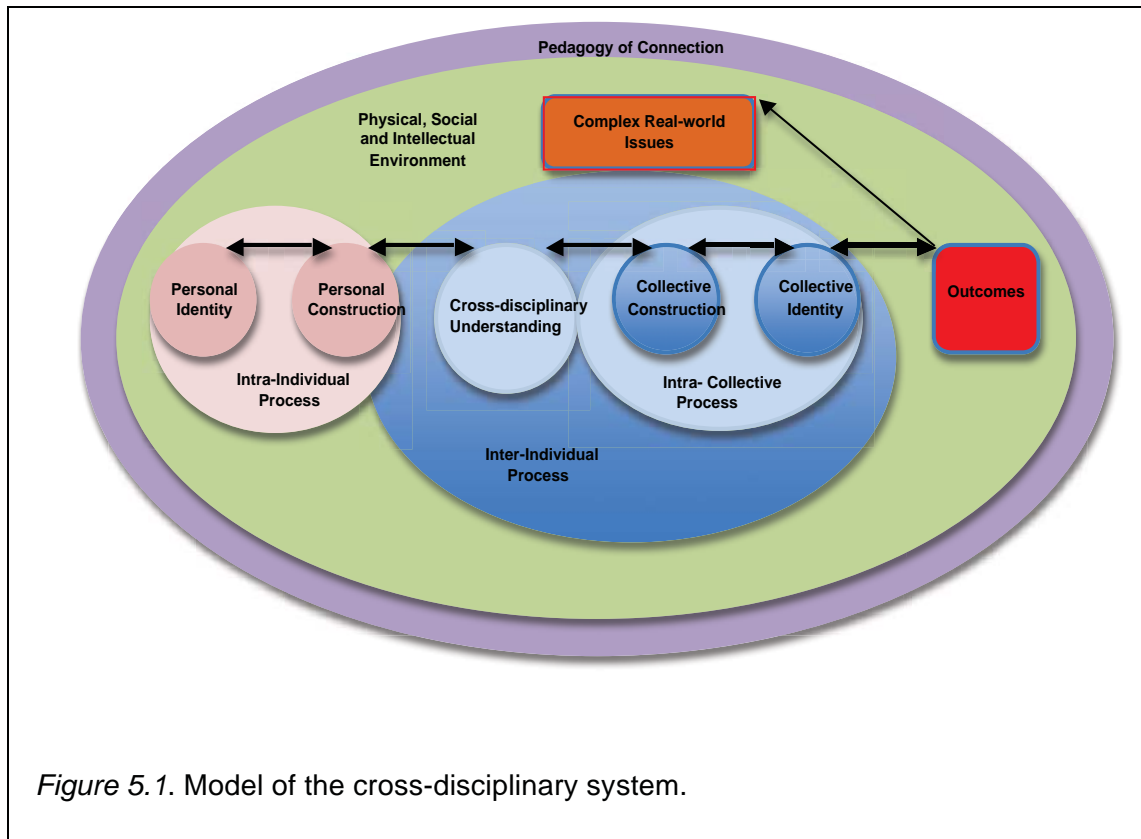 Pedagogy of Connection
Physical, Social
and Intellectual
Environment
Complex Real-world
Issues
Personal
Identity
Personal
Construction
Cross-disciplinary
Understanding
Collective
Construction
Collective
Identity
Outcomes
Intra-Individual
Process
Intra- Collective
Process
Inter-Individual
Process
Figure 5.1. Model of the cross-disciplinary system.